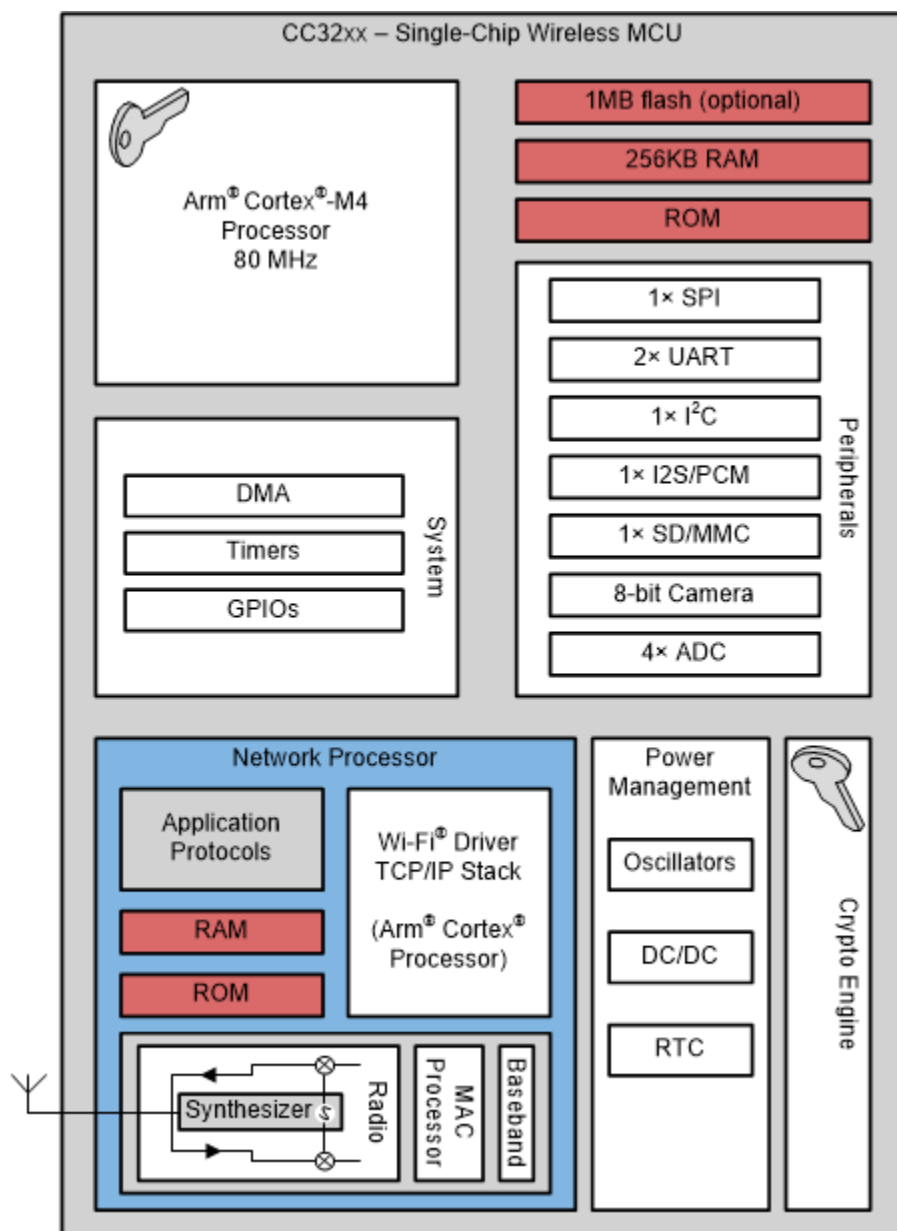 CC32xx – Single-Chip Wireless MCU
Arm® Cortex®-M4
Processor
80 MHz
1MB flash (optional)
256KB RAM
ROM
1× SPI
2× UART
1× I²C
1× I2S/PCM
1× SD/MMC
8-bit Camera
4× ADC
Peripherals
DMA
Timers
GPIOs
System
Network Processor
Application
Protocols
RAM
ROM
Wi-Fi® Driver
TCP/IP Stack
(Arm® Cortex®
Processor)
Synthesizer
Radio
MAC
Processor
Baseband
Power
Management
Oscillators
DC/DC
RTC
Crypto Engine